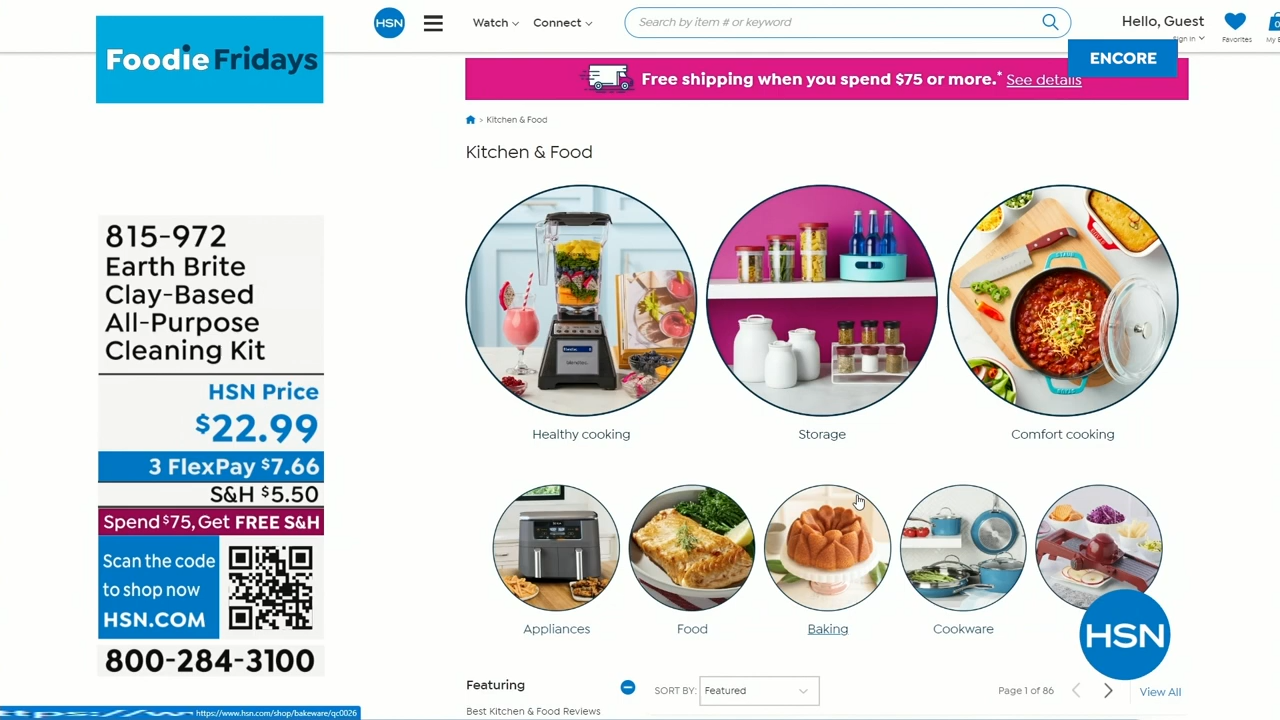 Foodie Fridays
815-972
Earth Brite
Clay-Based
All-Purpose
Cleaning Kit
HSN Price
$22.99
3 FlexPay $7.66
S&H $5.50
Spend $75, Get FREE S&H
Scan the code
to shop now
HSN.COM
800-284-3100
HSN
Watch
Connect
Search by item # or keyword
Hello, Guest
Sign In
Favorites
ENCORE
Free shipping when you spend $75 or more.* See details
> Kitchen & Food
Kitchen & Food
Healthy cooking
Storage
Comfort cooking
Appliances
Food
Baking
Cookware
HSN
Featuring
SORT BY:
Featured
Page 1 of 86
View All
Best Kitchen & Food Reviews
https://www.hsn.com/shop/bakeware/qc0026